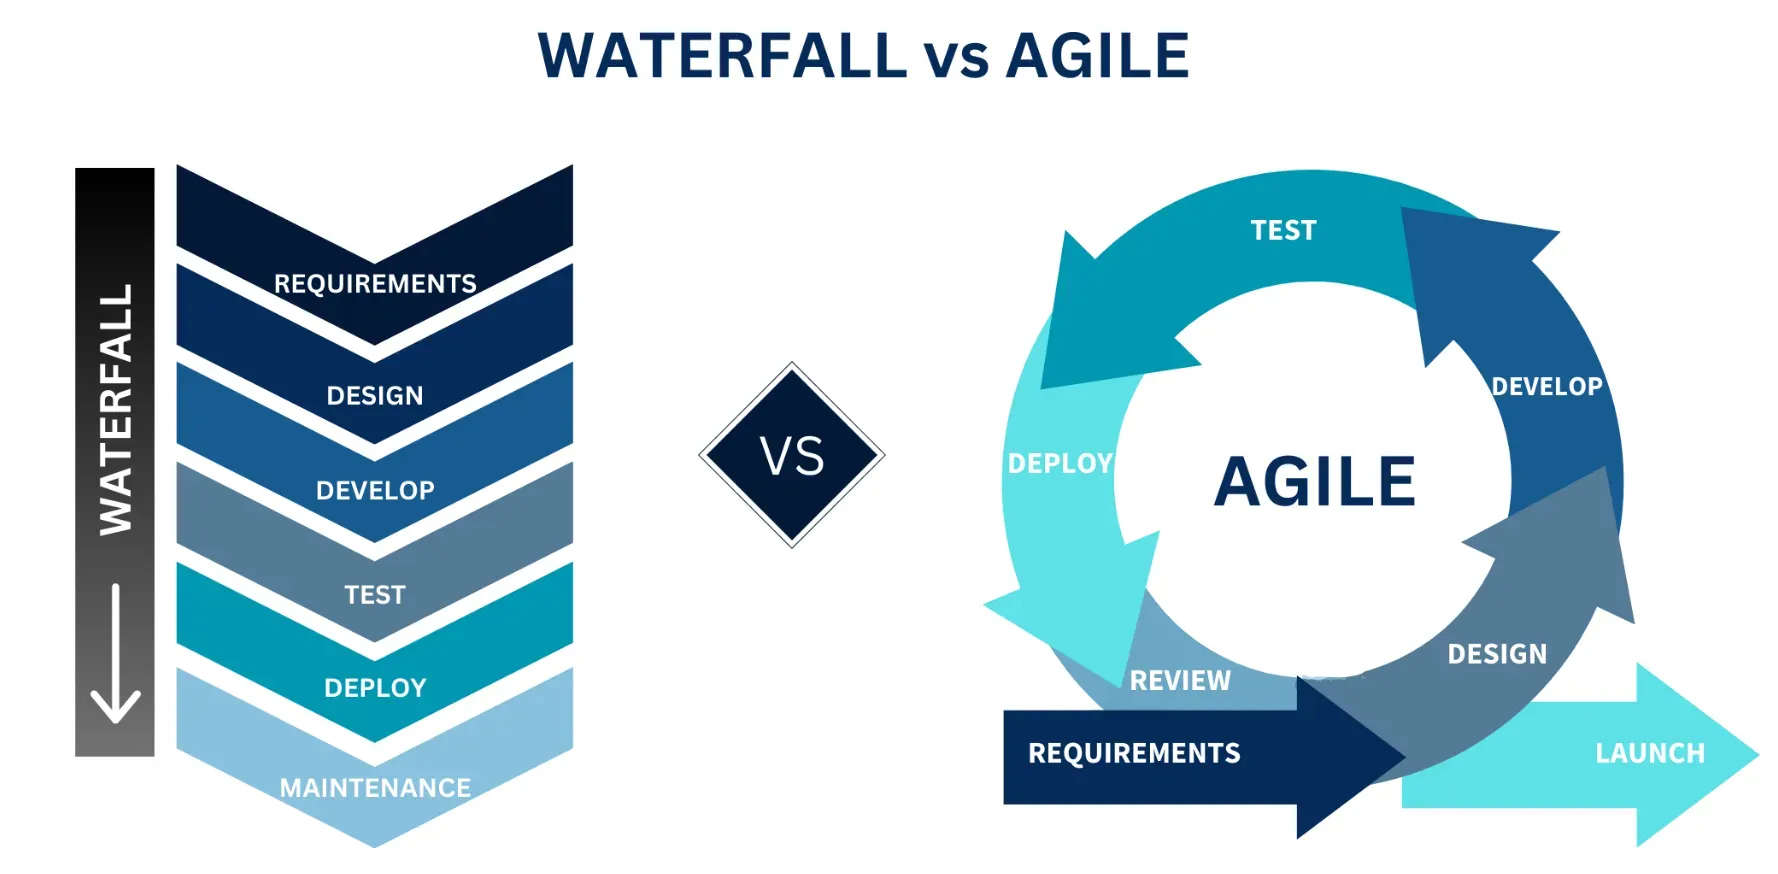 WATERFALL vs AGILE
WATERFALL
REQUIREMENTS
DESIGN
DEVELOP
TEST
DEPLOY
MAINTENANCE
VS
AGILE
TEST
DEVELOP
DEPLOY
DESIGN
REVIEW
REQUIREMENTS
LAUNCH